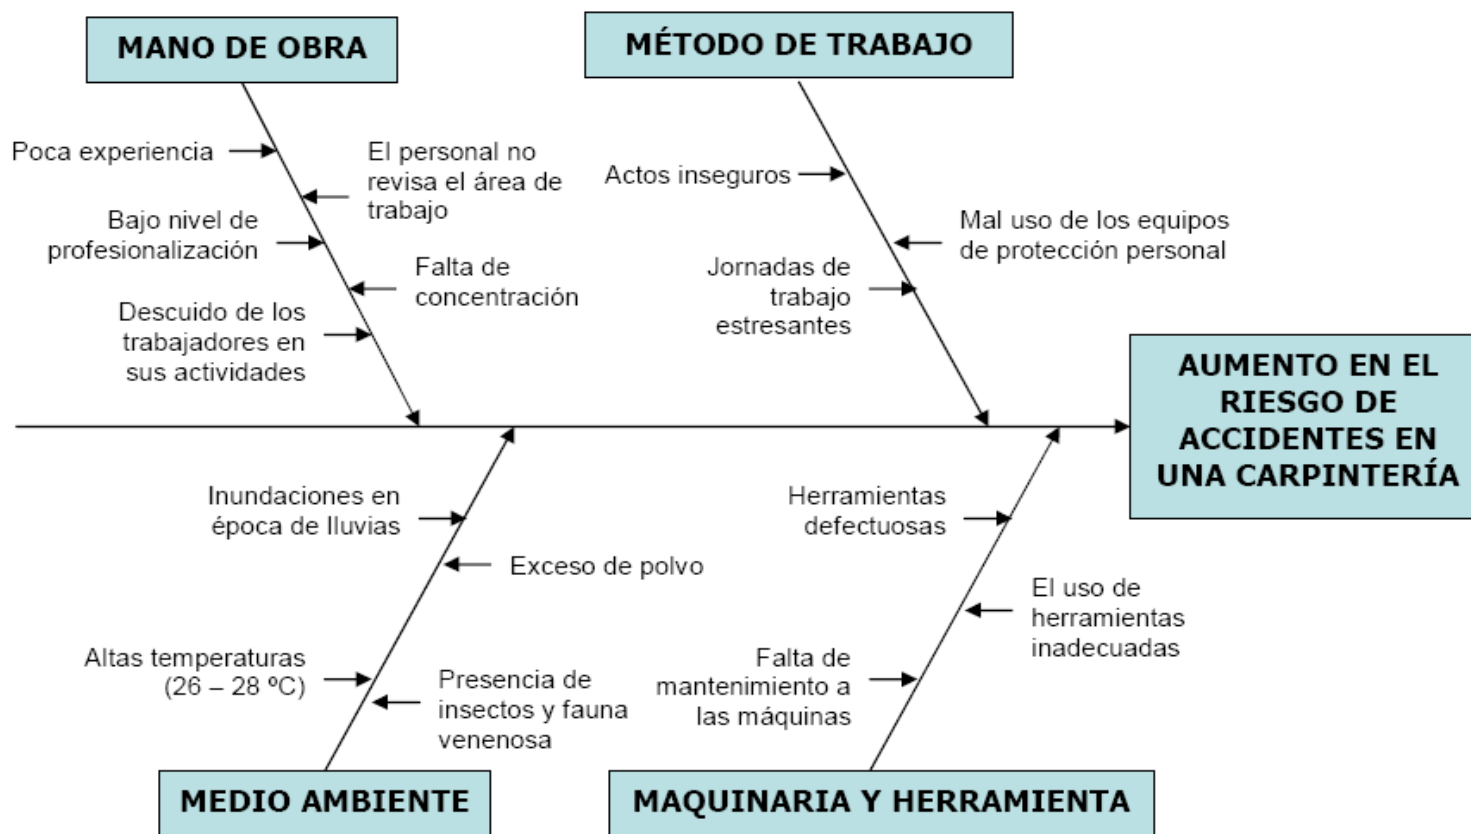 MANO DE OBRA
MÉTODO DE TRABAJO
Poca experiencia
El personal no
revisa el área de
trabajo
Bajo nivel de
profesionalización
Falta de
concentración
Descuido de los
trabajadores en
sus actividades
Actos inseguros
Mal uso de los equipos
de protección personal
Jornadas de
trabajo
estresantes
AUMENTO EN EL
RIESGO DE
ACCIDENTES EN
UNA CARPINTERÍA
Inundaciones en
época de lluvias
Exceso de polvo
Altas temperaturas
(26 – 28 ºC)
Presencia de
insectos y fauna
venenosa
Herramientas
defectuosas
El uso de
herramientas
inadecuadas
Falta de
mantenimiento a
las máquinas
MEDIO AMBIENTE
MAQUINARIA Y HERRAMIENTA